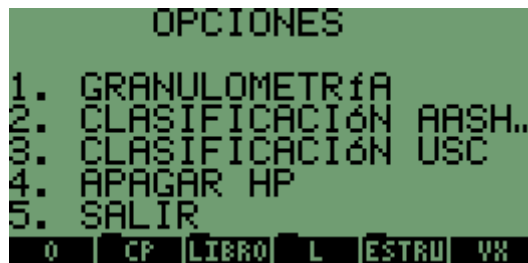 OPCIONES
1. GRANULOMETRíA
2. CLASIFICACIóN AASH…
3. CLASIFICACIóN USC
4. APAGAR HP
5. SALIR
0 CP LIBRO L ESTRU VX